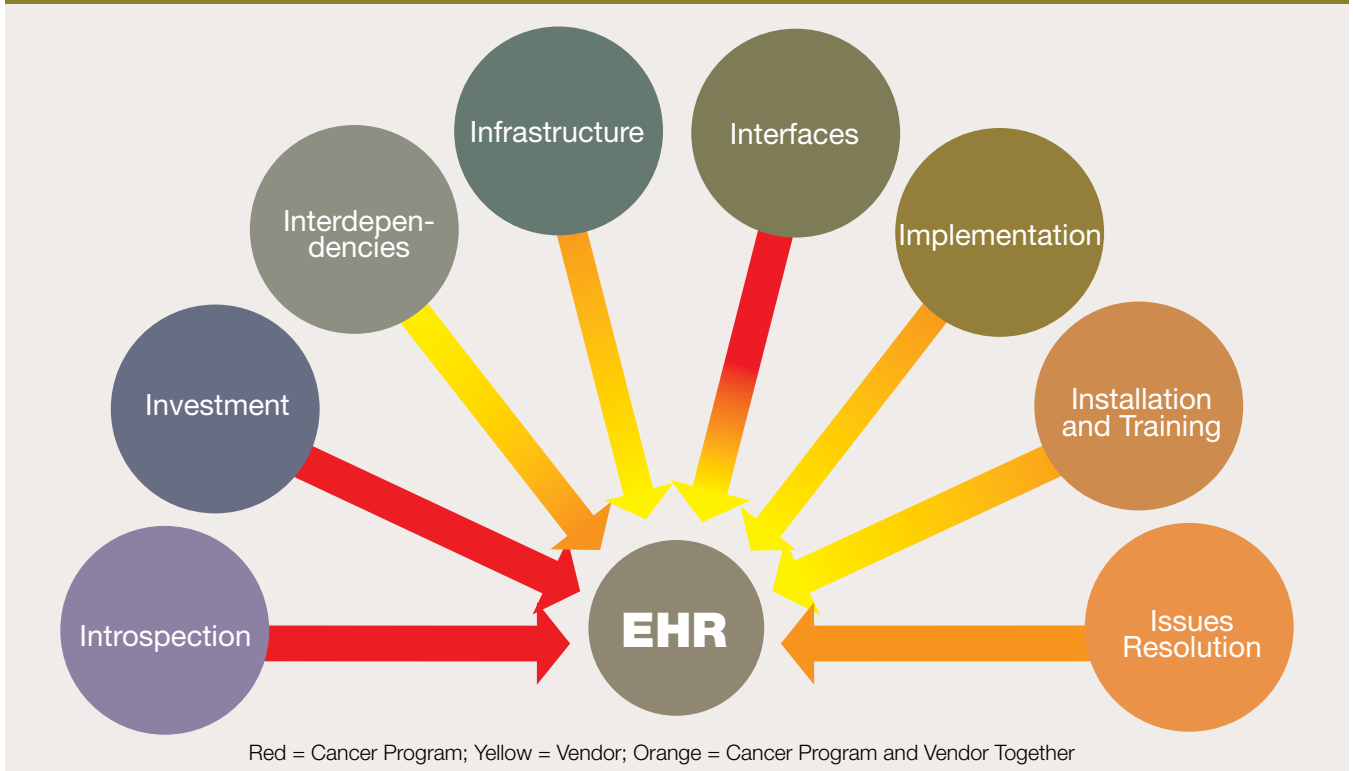 Introspection
Investment
Interdepen-
dencies
Infrastructure
Interfaces
Implementation
Installation
and Training
Issues
Resolution
EHR
Red = Cancer Program; Yellow = Vendor; Orange = Cancer Program and Vendor Together